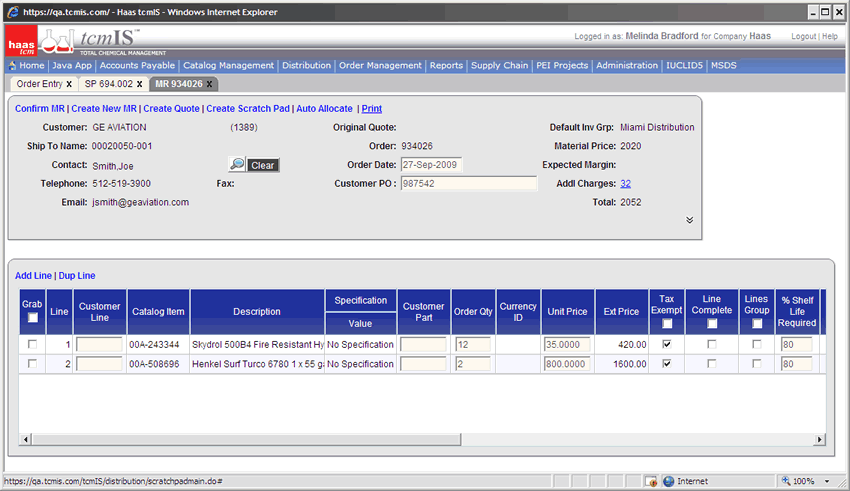 https://qa.tcmis.com/ - Haas tcmIS - Windows Internet Explorer
haas tcm
tcmIS™
TOTAL CHEMICAL MANAGEMENT
Logged in as: Melinda Bradford for Company Haas
Logout | Help
Home | Java App | Accounts Payable | Catalog Management | Distribution | Order Management | Reports | Supply Chain | PEI Projects | Administration | IUCLID5 | MSDS
Order Entry X SP 694.002 X MR 934026 X
Confirm MR | Create New MR | Create Quote | Create Scratch Pad | Auto Allocate | Print
Customer: GE AVIATION (1389) Original Quote: Default Inv Grp: Miami Distribution
Ship To Name: 00020050-001 Order: 934026 Material Price: 2020
Contact: Smith,Joe Clear Order Date: 27-Sep-2009 Expected Margin:
Telephone: 512-519-3900 Fax: Customer PO : 987542 Addl Charges: 32
Email: jsmith@geaviation.com Total: 2052
Add Line | Dup Line
Grab Line Customer Line Catalog Item Description Specification Value Customer Part Order Qty Currency ID Unit Price Ext Price Tax Exempt Line Complete Lines Group % Shelf Life Required
1 00A-243344 Skydrol 500B4 Fire Resistant Hy No Specification 12 35.0000 420.00 80
2 00A-508696 Henkel Surf Turco 6780 1 x 55 ga No Specification 2 800.0000 1600.00 80
https://qa.tcmis.com/tcmIS/distribution/scratchpadmain.do#
Internet
100%